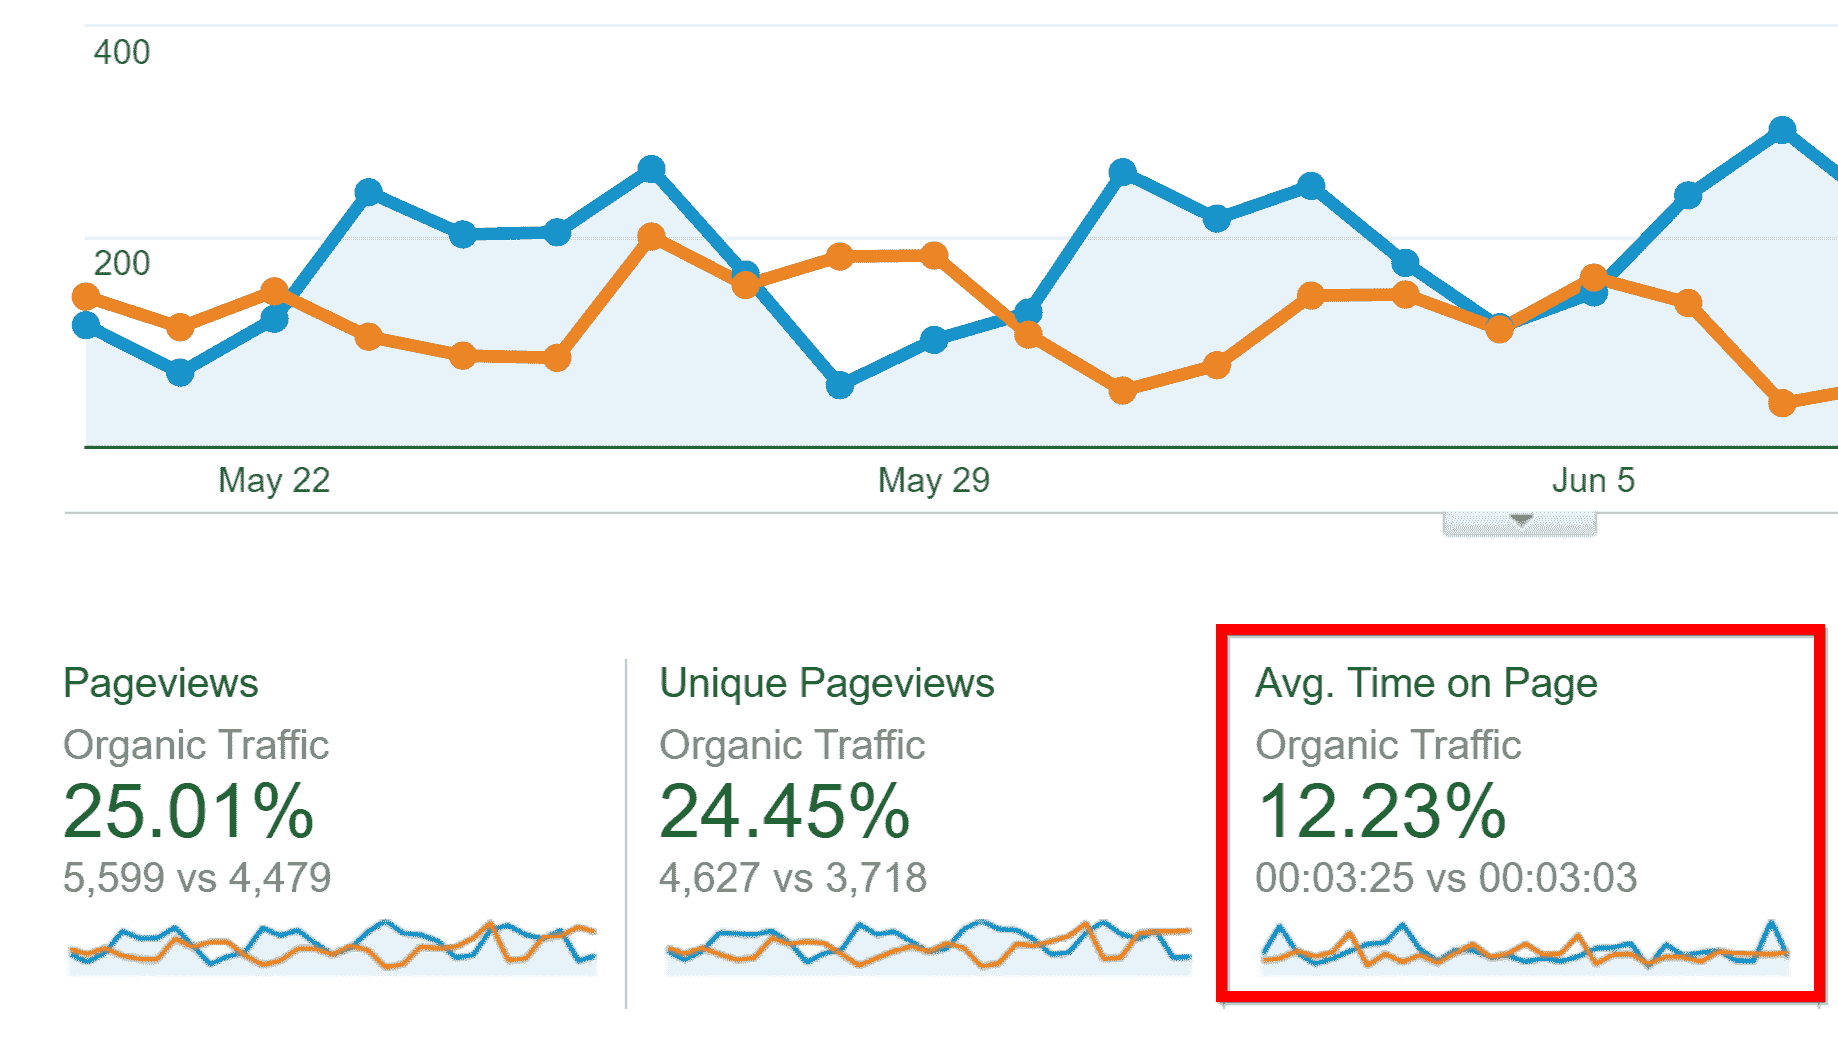 400
200
May 22
May 29
Jun 5
Pageviews
Organic Traffic
25.01%
5,599 vs 4,479
Unique Pageviews
Organic Traffic
24.45%
4,627 vs 3,718
Avg. Time on Page
Organic Traffic
12.23%
00:03:25 vs 00:03:03